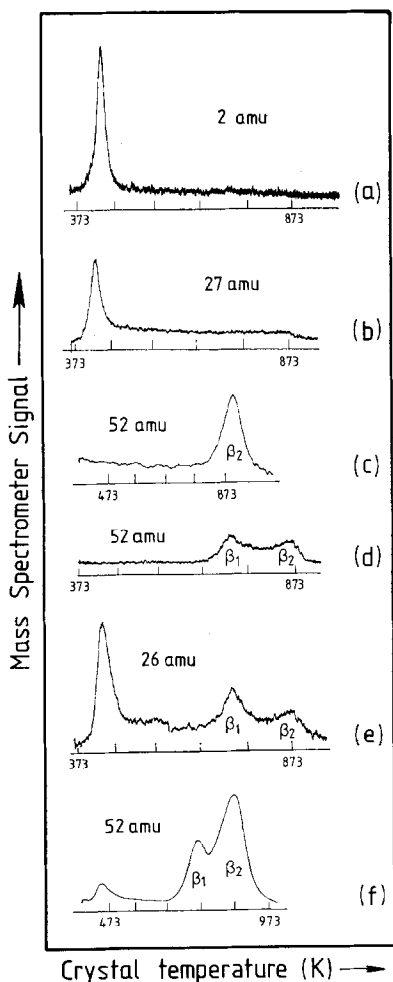 2 amu
(a)
373 873
27 amu
(b)
373 873
52 amu
β₂
(c)
473 673
52 amu
β₁ β₂
(d)
373 873
26 amu
β₁ β₂
(e)
373 873
52 amu
β₁ β₂
(f)
473 973
Mass Spectrometer Signal
Crystal temperature (K)